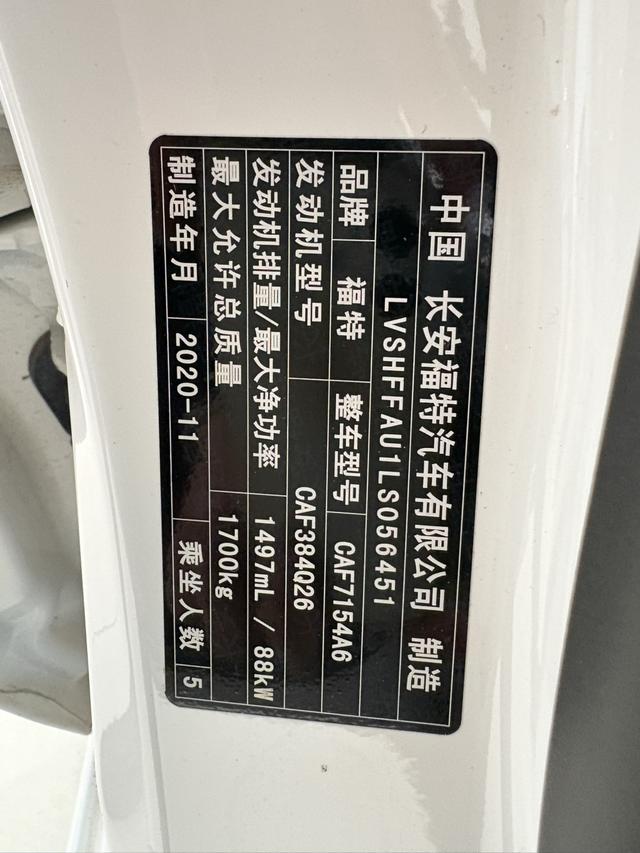 中国 长安福特汽车有限公司 制造
LVSHFFAU1LS056451
品牌 福特 整车型号 CAF7154A6
发动机型号 CAF384Q26
发动机排量/最大净功率 1497mL / 88kW
最大允许总质量 1700kg
制造年月 2020-11 乘坐人数 5